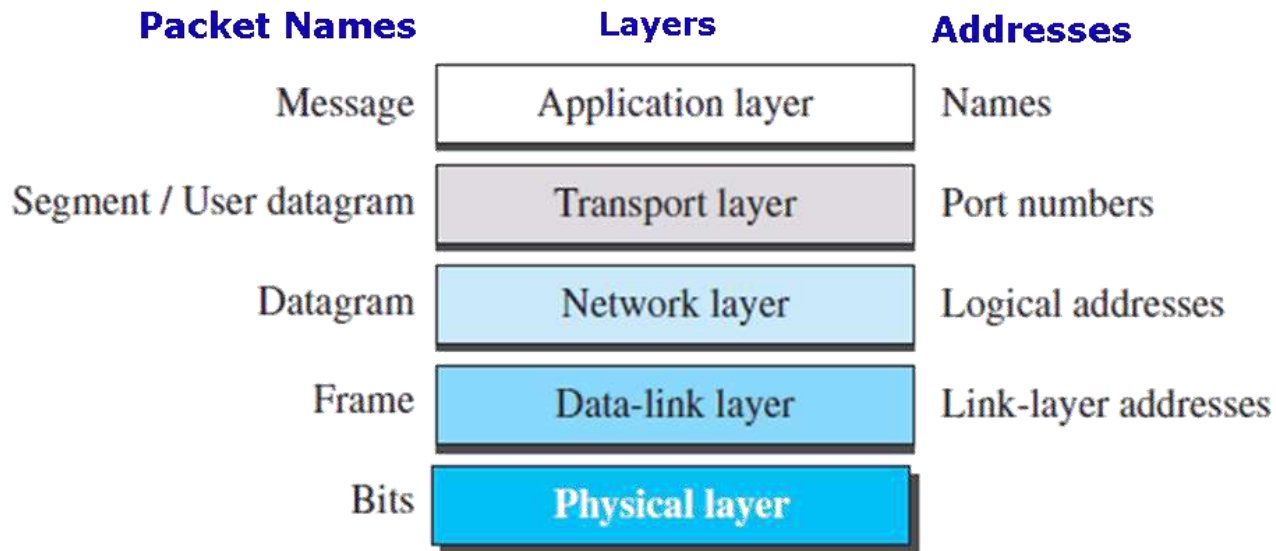 Packet Names Layers Addresses
Message Application layer Names
Segment / User datagram Transport layer Port numbers
Datagram Network layer Logical addresses
Frame Data-link layer Link-layer addresses
Bits Physical layer